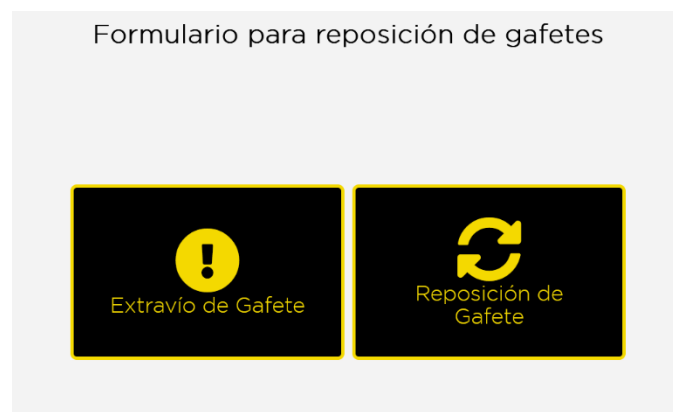 Formulario para reposición de gafetes
Extravío de Gafete
Reposición de
Gafete